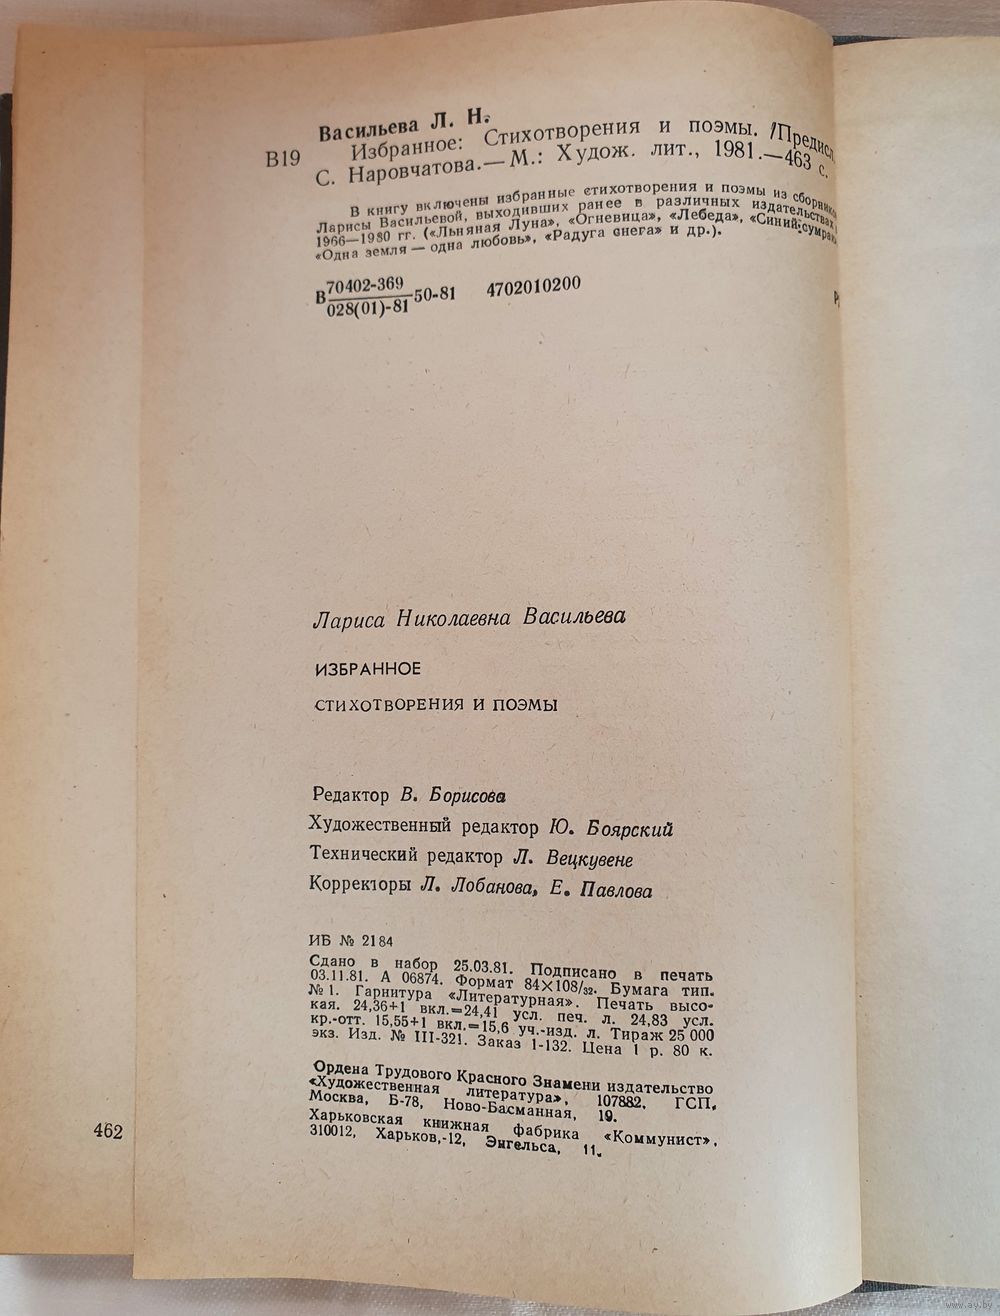 Васильева Л. Н.
В19 Избранное: Стихотворения и поэмы. /Предисл.
С. Наровчатова.— М.: Худож. лит., 1981.—463 с.
В книгу включены избранные стихотворения и поэмы из сборников
Ларисы Васильевой, выходивших ранее в различных издательствах
1966—1980 гг. («Льняная Луна», «Огневица», «Лебеда», «Синий сумрак»
«Одна земля — одна любовь», «Радуга снега» и др.).
В 70402-369
028(01)-81 50-81 4702010200
Лариса Николаевна Васильева
ИЗБРАННОЕ
СТИХОТВОРЕНИЯ И ПОЭМЫ
Редактор В. Борисова
Художественный редактор Ю. Боярский
Технический редактор Л. Вецкувене
Корректоры Л. Лобанова, Е. Павлова
ИБ № 2184
Сдано в набор 25.03.81. Подписано в печать
03.11.81. А 06874. Формат 84×108/32. Бумага тип.
№ 1. Гарнитура «Литературная». Печать высо-
кая. 24,36+1 вкл.=24,41 усл. печ. л. 24,83 усл.
кр.-отт. 15,55+1 вкл.=15,6 уч.-изд. л. Тираж 25 000
экз. Изд. № III-321. Заказ 1-132. Цена 1 р. 80 к.
Ордена Трудового Красного Знамени издательство
«Художественная литература», 107882, ГСП,
Москва, Б-78, Ново-Басманная, 19.
Харьковская книжная фабрика «Коммунист».
310012, Харьков,-12, Энгельса, 11.
462
www.ay.by